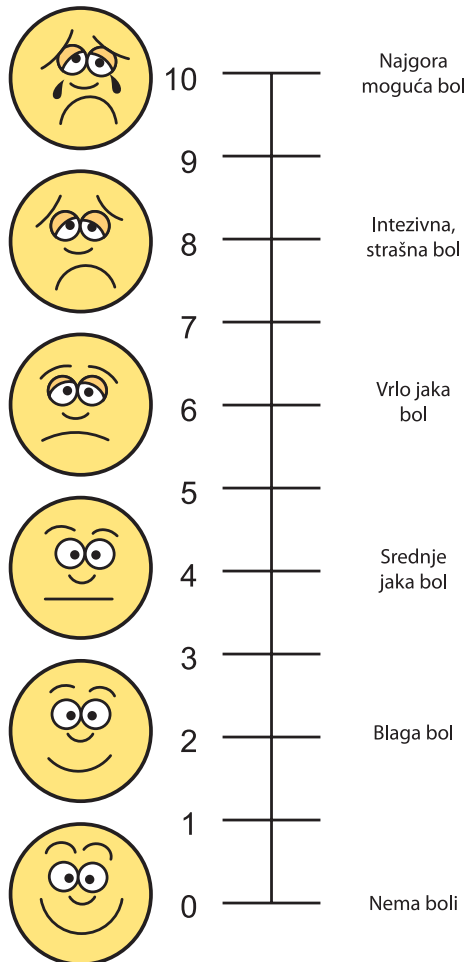 10
Najgora
moguća bol
9
8
Intezivna,
strašna bol
7
6
Vrlo jaka
bol
5
4
Srednje
jaka bol
3
2
Blaga bol
1
0
Nema boli